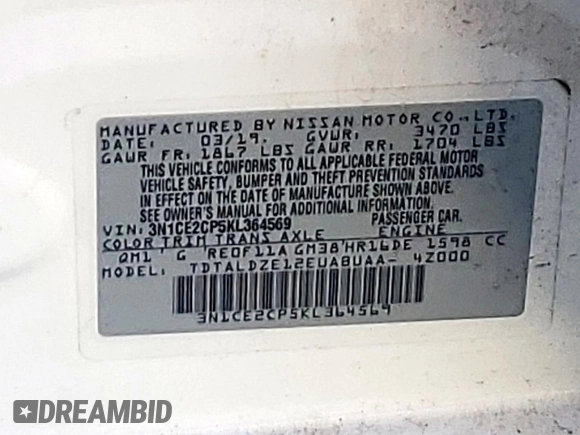 MANUFACTURED BY NISSAN MOTOR CO.,LTD.
DATE: 03/19. GVWR: 3470 LBS
GAWR FR: 1867 LBS GAWR RR: 1704 LBS
THIS VEHICLE CONFORMS TO ALL APPLICABLE FEDERAL MOTOR
VEHICLE SAFETY, BUMPER AND THEFT PREVENTION STANDARDS
IN EFFECT ON THE DATE OF MANUFACTURE SHOWN ABOVE.
SEE OWNER'S MANUAL FOR ADDITIONAL INFORMATION.
VIN: 3N1CE2CP5KL364569 PASSENGER CAR.
COLOR TRIM TRANS AXLE ENGINE
QM1 G RE0F11A GM38 HR16DE 1598 CC
MODEL: TDTALDZE12EUA8UAA- 4Z000
3N1CE2CP5KL364569
DREAMBID